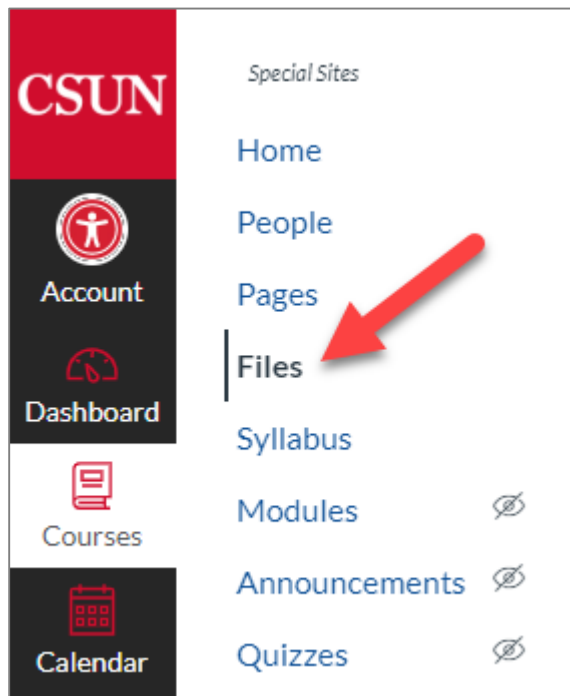 CSUN
Account
Dashboard
Courses
Calendar
Special Sites
Home
People
Pages
Files
Syllabus
Modules
Announcements
Quizzes